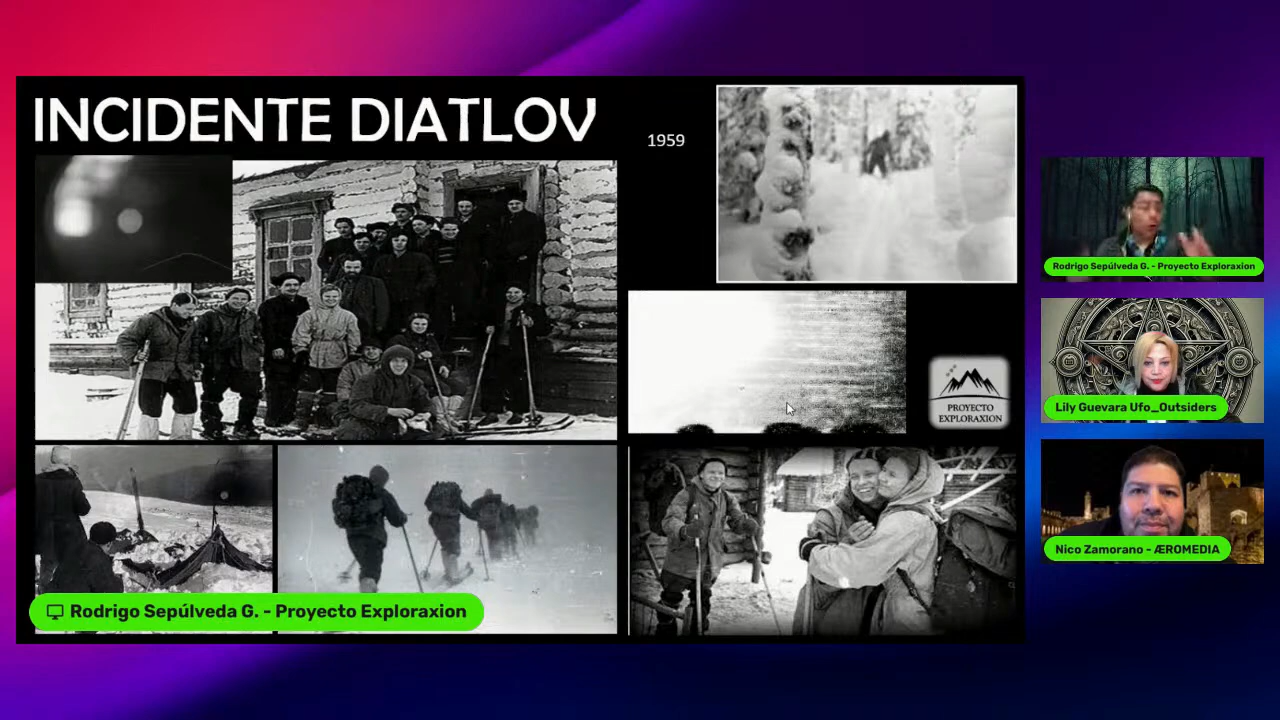 INCIDENTE DIATLOV
1959
PROYECTO
EXPLORAXION
Rodrigo Sepúlveda G. - Proyecto Exploraxion
Rodrigo Sepúlveda G. - Proyecto Exploraxion
Lily Guevara Ufo_Outsiders
Nico Zamorano - ÆROMEDIA